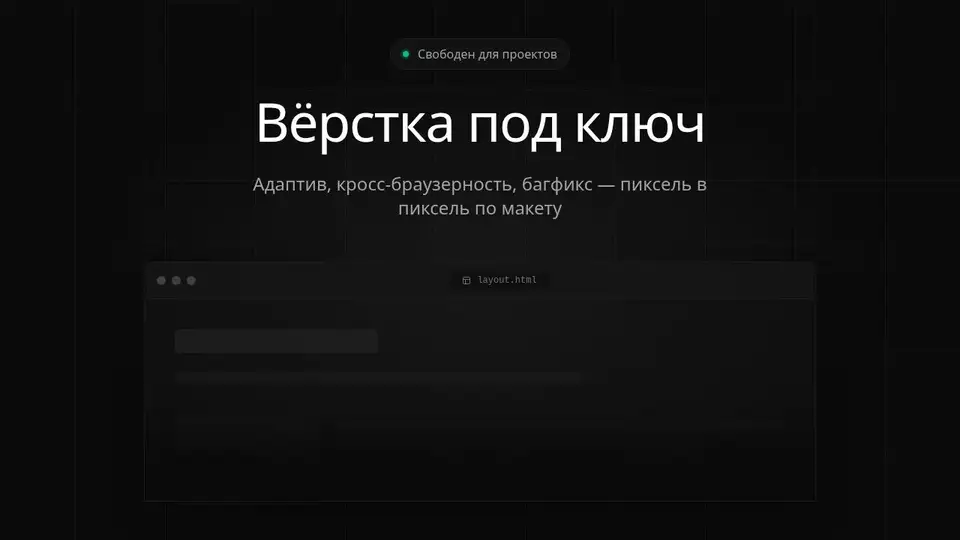 Свободен для проектов
Вёрстка под ключ
Адаптив, кросс-браузерность, багфикс — пиксель в
пиксель по макету
layout.html